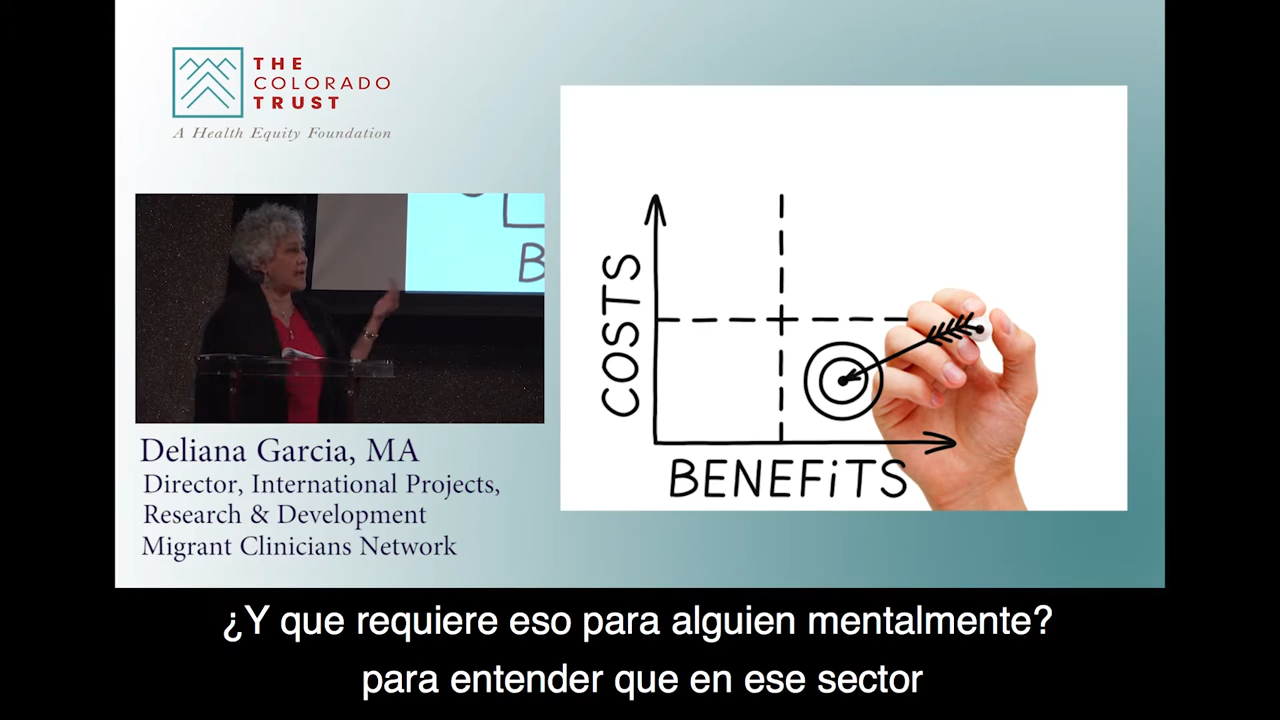 THE
COLORADO
TRUST
A Health Equity Foundation
B
Deliana Garcia, MA
Director, International Projects,
Research & Development
Migrant Clinicians Network
COSTS
BENEFiTS
¿Y que requiere eso para alguien mentalmente?
para entender que en ese sector